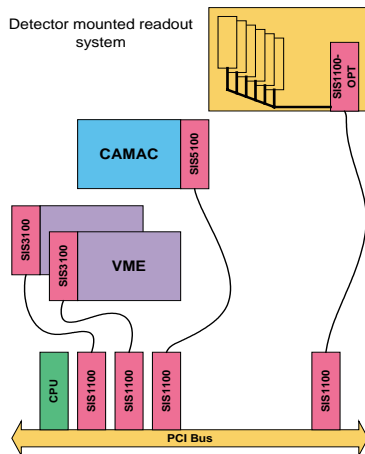 Detector mounted readout
system
SIS1100-
OPT
CAMAC
SIS5100
SIS3100
SIS3100
VME
CPU
SIS1100
SIS1100
SIS1100
SIS1100
PCI Bus